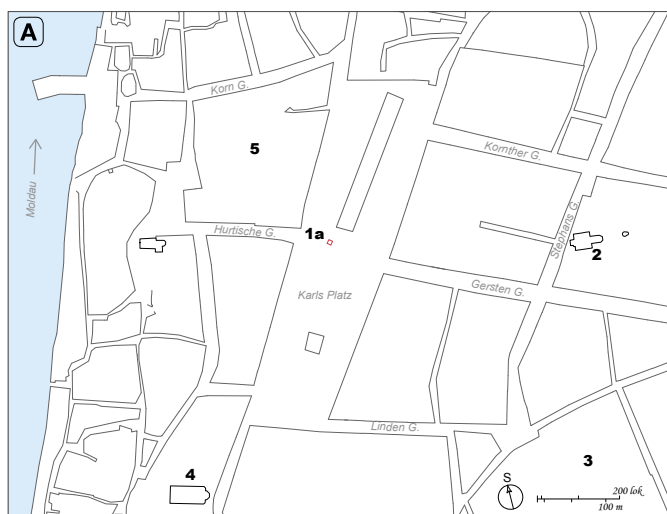 A
Korn G.
5
Kornther G.
Moldau
Stephans G.
Hurtische G.
1a
2
Karls Platz
Gersten G.
Linden G.
4
3
S
200 lok
100 m